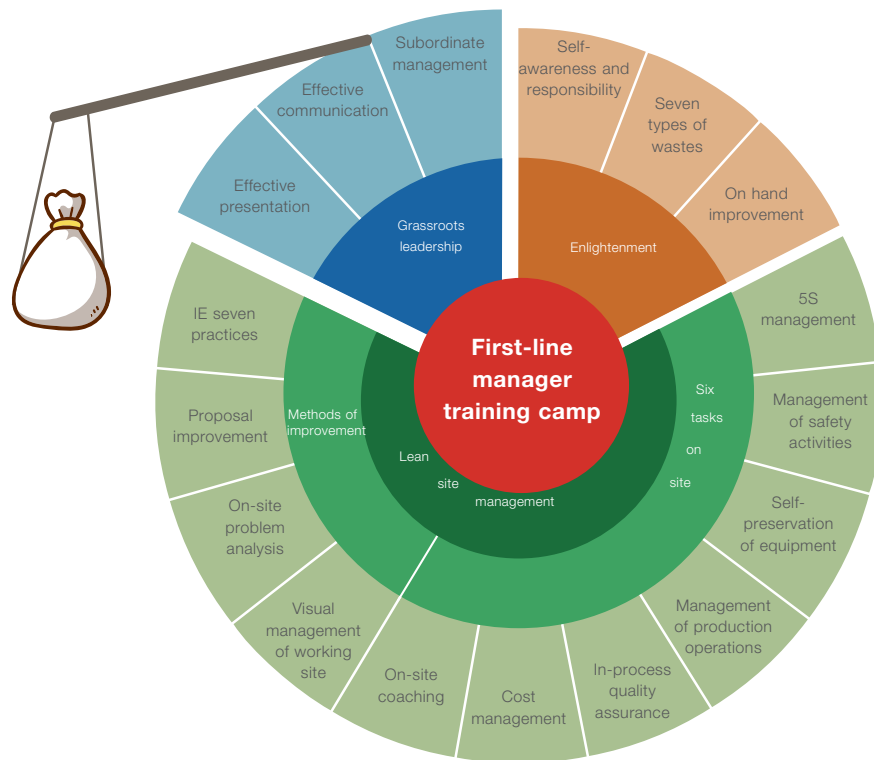 Subordinate
management
Effective
communication
Effective
presentation
Grassroots
leadership
Self-
awareness and
responsibility
Seven
types of
wastes
On hand
improvement
Enlightenment
First-line
manager
training camp
IE seven
practices
Proposal
improvement
On-site
problem
analysis
Visual
management
of working
site
Methods of
improvement
Lean
site
management
Six
tasks
on
site
5S
management
Management
of safety
activities
Self-
preservation
of equipment
Management
of production
operations
In-process
quality
assurance
Cost
management
On-site
coaching